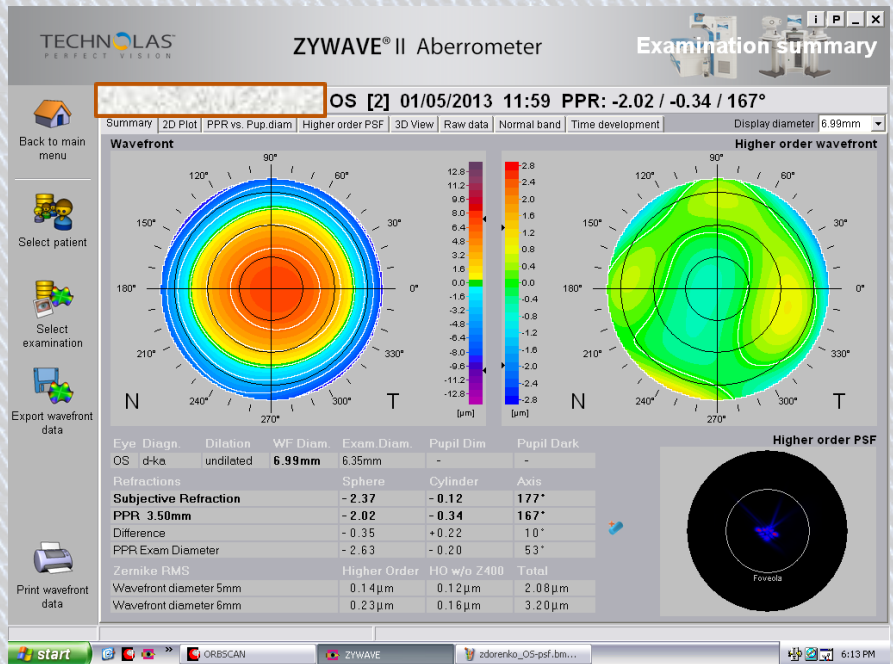 TECHNOLAS
PERFECT VISION
ZYWAVE® II Aberrometer
i P _ X
Examination summary
OS [2] 01/05/2013 11:59 PPR: -2.02 / -0.34 / 167°
Back to main menu
Select patient
Select examination
Export wavefront data
Print wavefront data
Summary 2D Plot PPR vs. Pup.diam Higher order PSF 3D View Raw data Normal band Time development Display diameter 6.99mm
Wavefront
90°
120° 60°
150° 30°
180° 0°
210° 330°
240° 300°
270°
N T
12.8
11.2
9.6
8.0
6.4
4.8
3.2
1.6
0.0
-1.6
-3.2
-4.8
-6.4
-8.0
-9.6
-11.2
-12.8
[µm]
2.8
2.4
2.0
1.6
1.2
0.8
0.4
0.0
-0.4
-0.8
-1.2
-1.6
-2.0
-2.4
-2.8
[µm]
Higher order wavefront
90°
120° 60°
150° 30°
180° 0°
210° 330°
240° 300°
270°
N T
Eye Diagn. Dilation WF Diam. Exam.Diam. Pupil Dim Pupil Dark
OS d-ka undilated 6.99mm 6.35mm - -
Refractions Sphere Cylinder Axis
Subjective Refraction - 2.37 - 0.12 177°
PPR 3.50mm - 2.02 - 0.34 167°
Difference - 0.35 +0.22 10°
PPR Exam Diameter - 2.63 - 0.20 53°
Zernike RMS Higher Order HO w/o Z400 Total
Wavefront diameter 5mm 0.14µm 0.12µm 2.08µm
Wavefront diameter 6mm 0.23µm 0.16µm 3.20µm
Higher order PSF
Foveola
start » ORBSCAN ZYWAVE zdorenko_OS-psf.bm... 6:13 PM